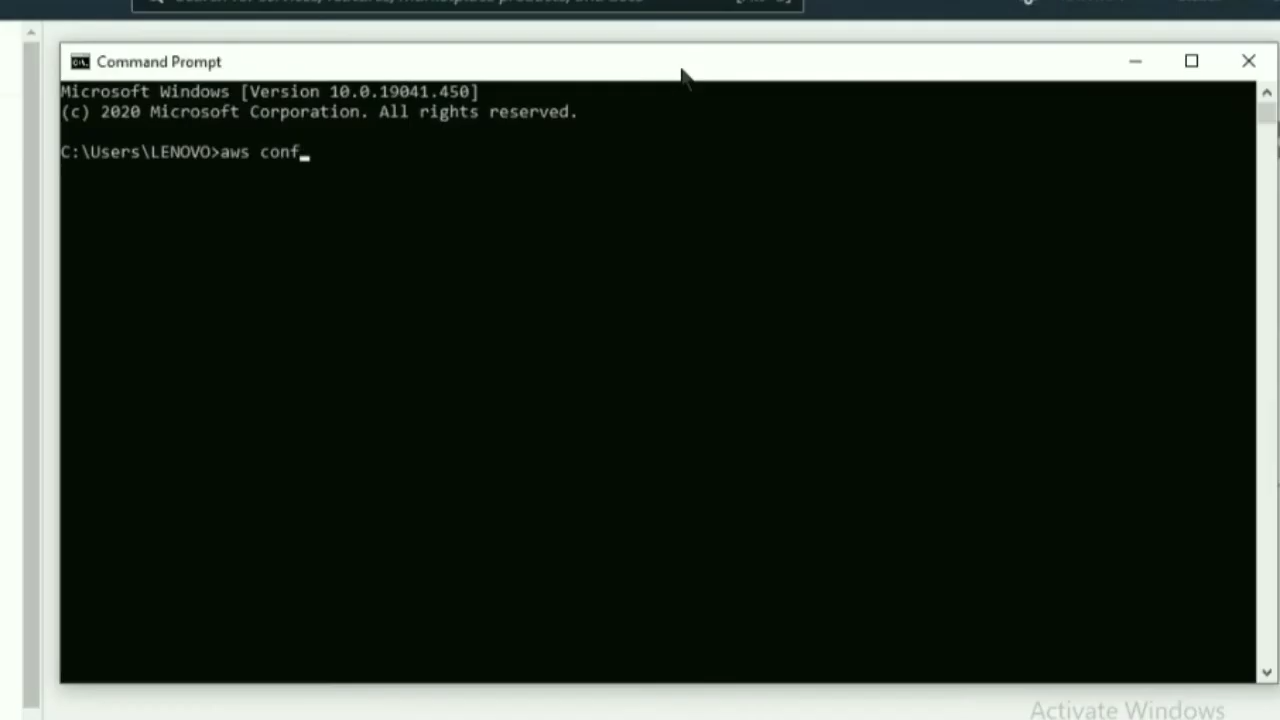 Command Prompt
Microsoft Windows [Version 10.0.19041.450]
(c) 2020 Microsoft Corporation. All rights reserved.
C:\Users\LENOVO>aws conf
Activate Windows